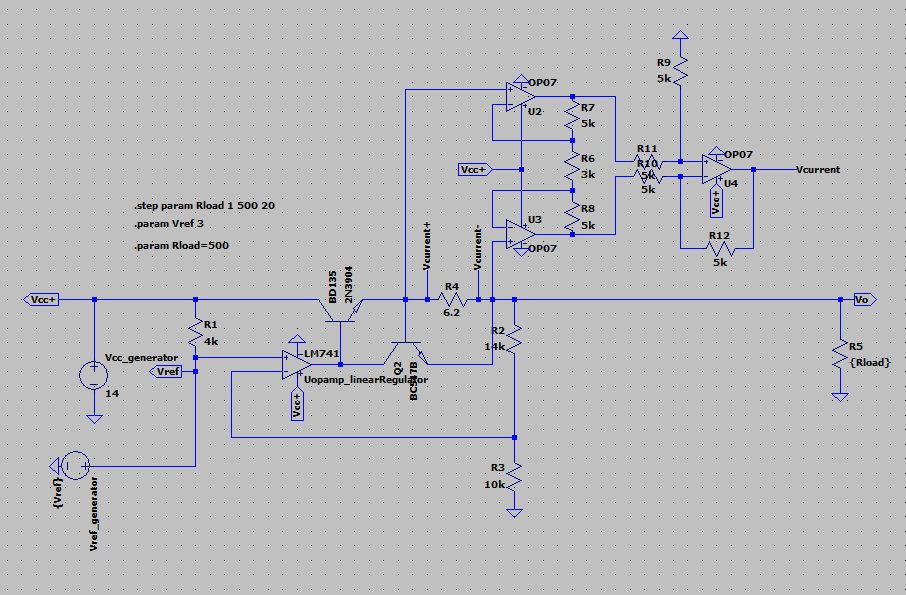 OP07
U2
R7
5k
R9
5k
R6
3k
R8
5k
U3
OP07
Vcc+
R11
R10
5k
5k
OP07
U4
Vcc+
Vcurrent
R12
5k
.step param Rload 1 500 20
.param Vref 3
.param Rload=500
Vcurrent+
Vcurrent-
BD135
2N3904
R4
6.2
Vcc+
Vo
R1
4k
R2
14k
LM741
Uopamp_linearRegulator
Vcc+
Q2
BC547B
Vcc_generator
14
Vref
R5
{Rload}
R3
10k
{Vref}
Vref_generator